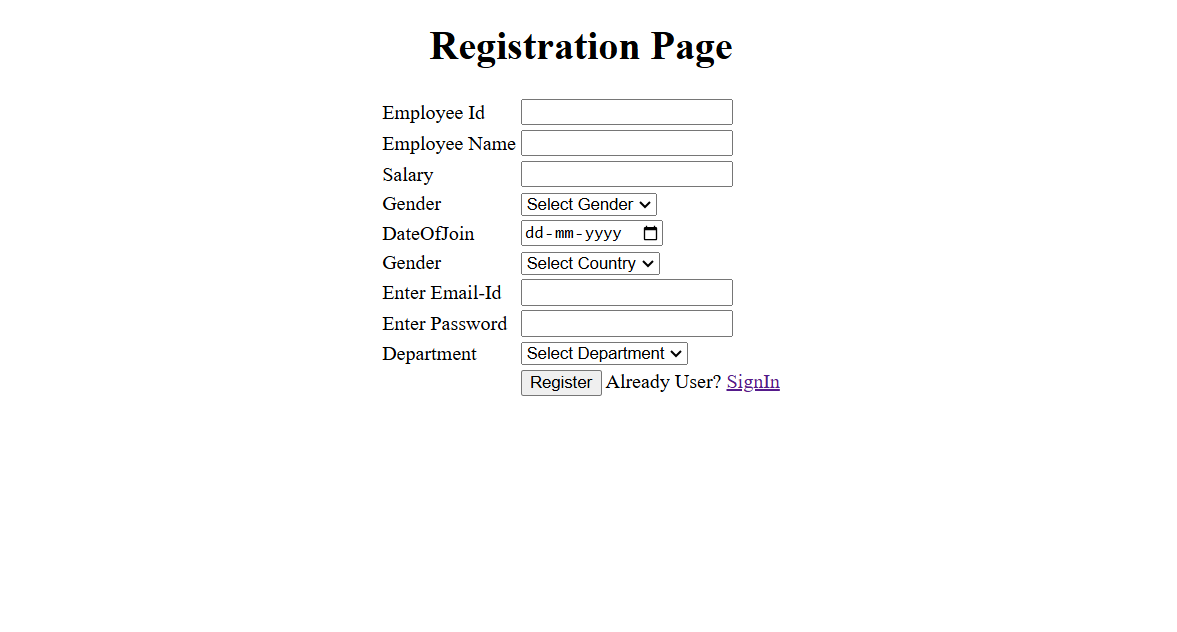 Registration Page
Employee Id
Employee Name
Salary
Gender Select Gender
DateOfJoin dd-mm-yyyy
Gender Select Country
Enter Email-Id
Enter Password
Department Select Department
Register Already User? SignIn